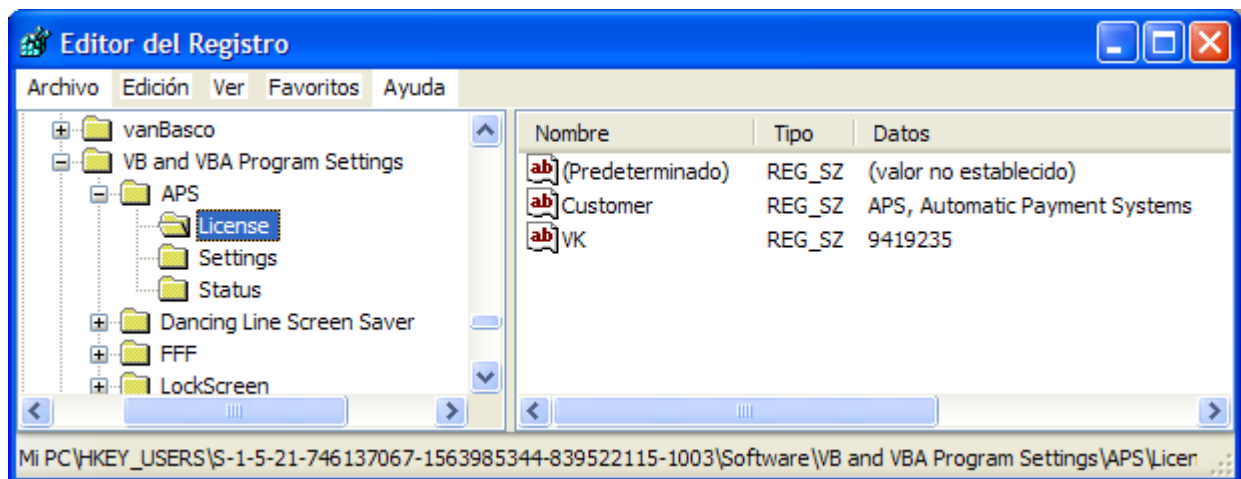 Editor del Registro
Archivo Edición Ver Favoritos Ayuda
vanBasco
VB and VBA Program Settings
APS
License
Settings
Status
Dancing Line Screen Saver
FFF
LockScreen
Nombre Tipo Datos
ab (Predeterminado) REG_SZ (valor no establecido)
ab Customer REG_SZ APS, Automatic Payment Systems
ab VK REG_SZ 9419235
Mi PC\HKEY_USERS\S-1-5-21-746137067-1563985344-839522115-1003\Software\VB and VBA Program Settings\APS\Licen